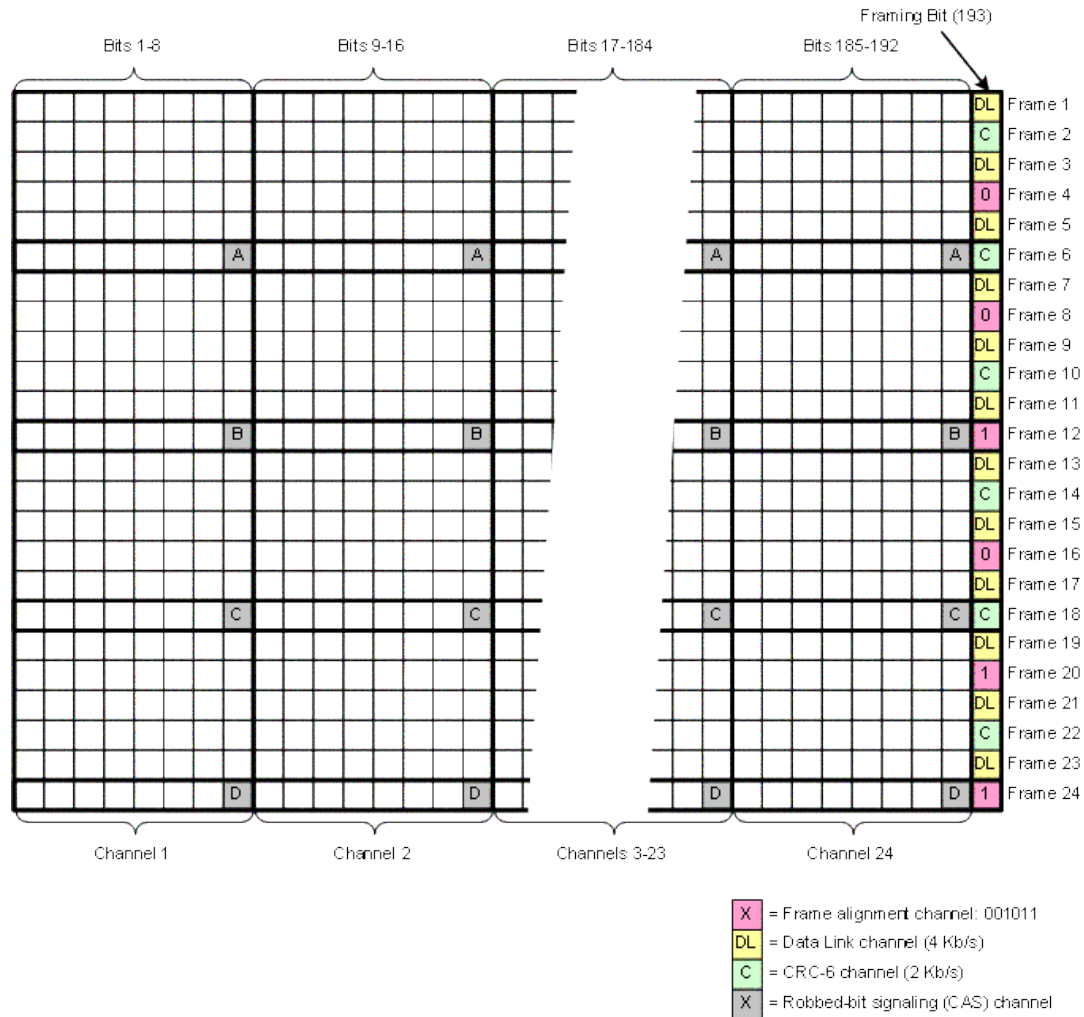 Framing Bit (193)
Bits 1-8 Bits 9-16 Bits 17-184 Bits 185-192
DL Frame 1
C Frame 2
DL Frame 3
0 Frame 4
DL Frame 5
A A A A C Frame 6
DL Frame 7
0 Frame 8
DL Frame 9
C Frame 10
DL Frame 11
B B B B 1 Frame 12
DL Frame 13
C Frame 14
DL Frame 15
0 Frame 16
DL Frame 17
C C C C C Frame 18
DL Frame 19
1 Frame 20
DL Frame 21
C Frame 22
DL Frame 23
D D D D 1 Frame 24
Channel 1 Channel 2 Channels 3-23 Channel 24
X = Frame alignment channel: 001011
DL = Data Link channel (4 Kb/s)
C = CRC-6 channel (2 Kb/s)
X = Robbed-bit signaling (CAS) channel